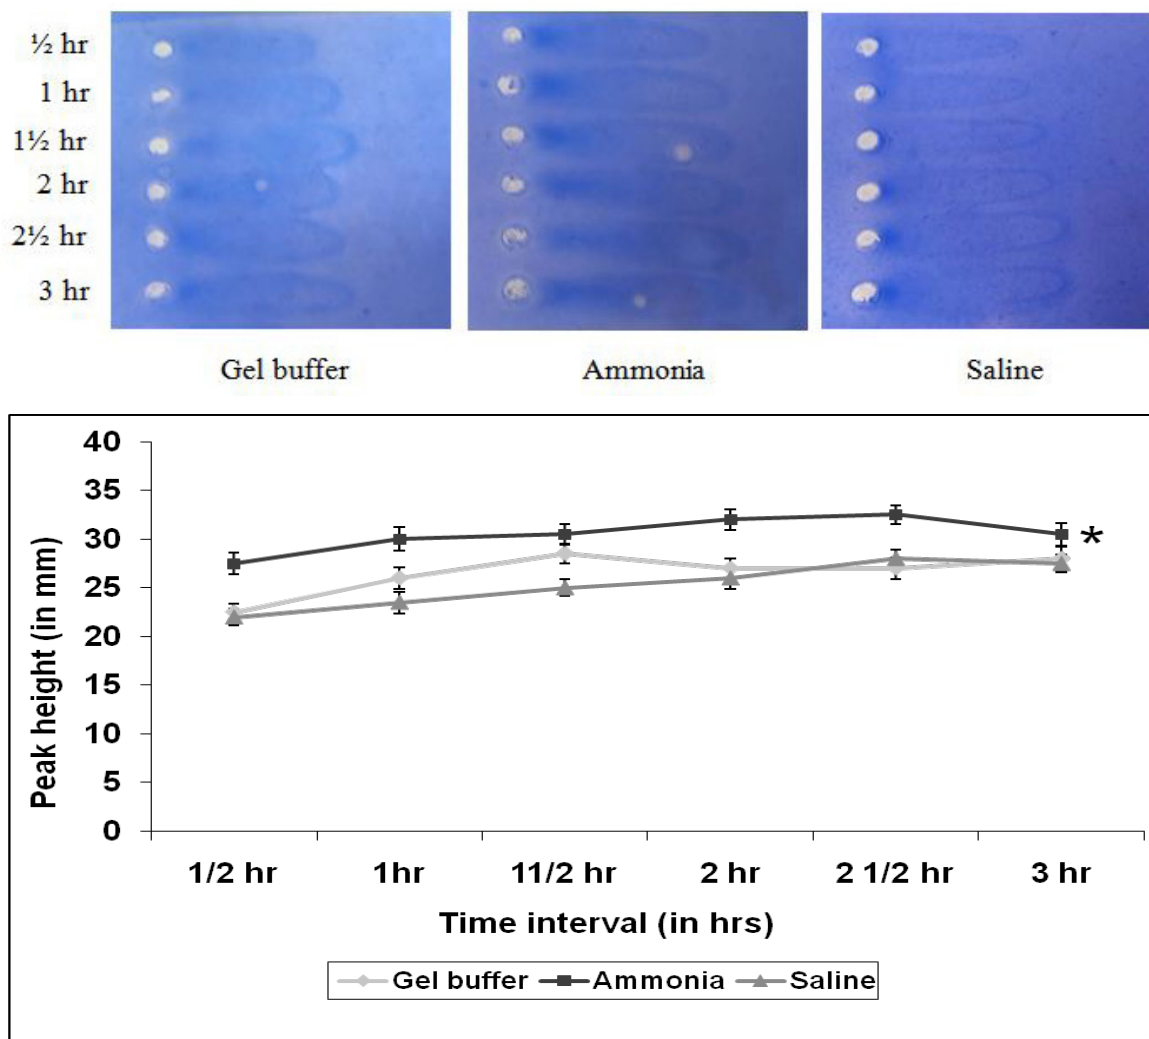 ½ hr
1 hr
1½ hr
2 hr
2½ hr
3 hr
Gel buffer
Ammonia
Saline
40
35
30
25
20
15
10
5
0
Peak height (in mm)
*
1/2 hr
1hr
11/2 hr
2 hr
2 1/2 hr
3 hr
Time interval (in hrs)
Gel buffer
Ammonia
Saline